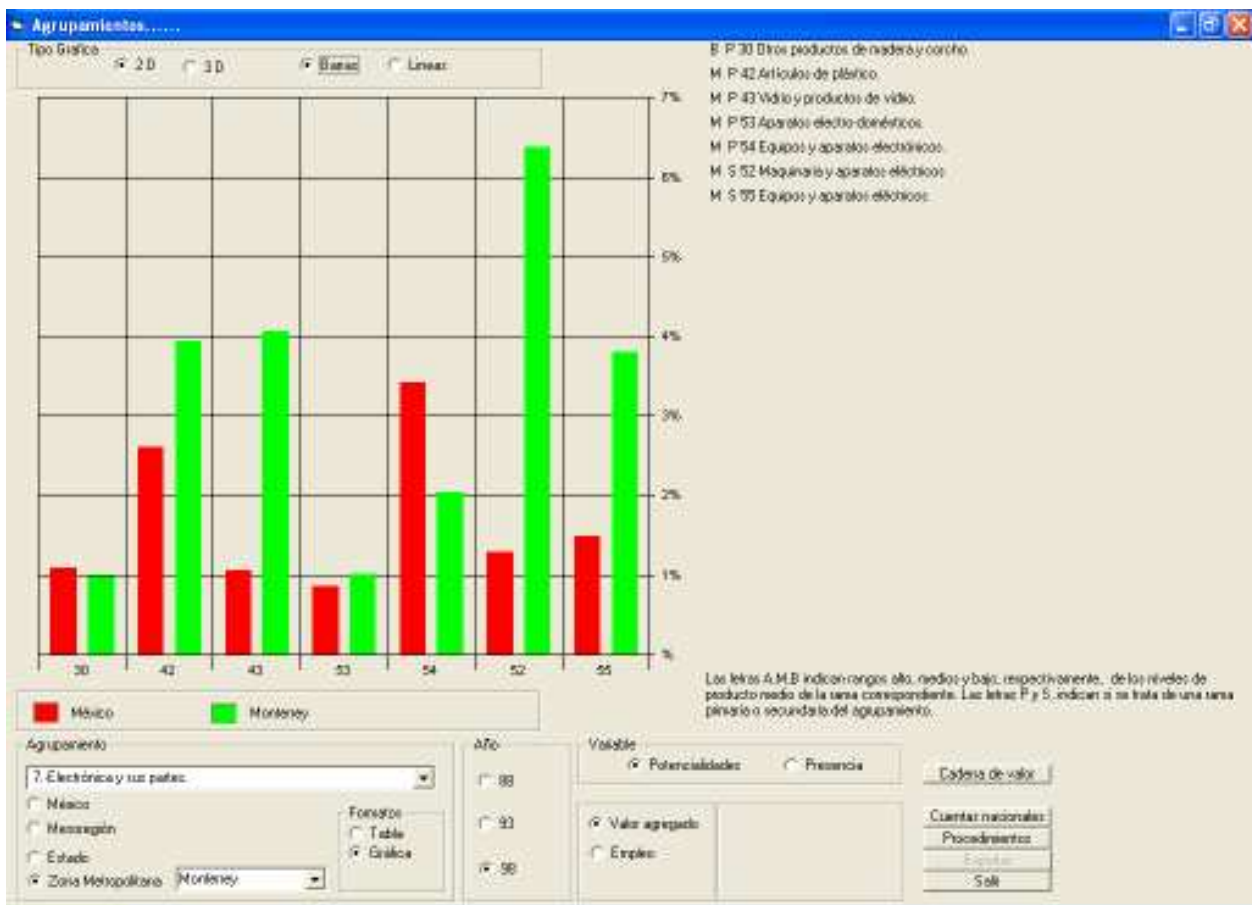 Agrupamientos......
Tipo Grafica
2 D
3 D
Barras
Lineas
B P 30 Otros productos de madera y corcho.
M P 42 Artículos de plástico.
M P 43 Vidrio y productos de vidrio.
M P 53 Aparatos electro-domésticos.
M P 54 Equipos y aparatos electrónicos.
M S 52 Maquinaria y aparatos eléctricos
M S 55 Equipos y aparatos eléctricos.
7%
6%
5%
4%
3%
2%
1%
%
30 42 43 53 54 52 55
Las letras A,M,B indican rangos alto, medios y bajo, respectivamente, de los niveles de
producto medio de la rama correspondiente. Las letras P y S, indican si se trata de una rama
primaria o secundaria del agrupamiento.
México
Monterrey
Agrupamiento
7. Electrónica y sus partes.
México
Mesoregión
Estado
Zona Metropolitana
Monterrey
Formatos
Table
Gráfica
Año
88
93
98
Variable
Potencialidades
Presencia
Valor agregado
Empleo
Cadena de valor
Cuentas nacionales
Procedimientos
Exportar
Salir